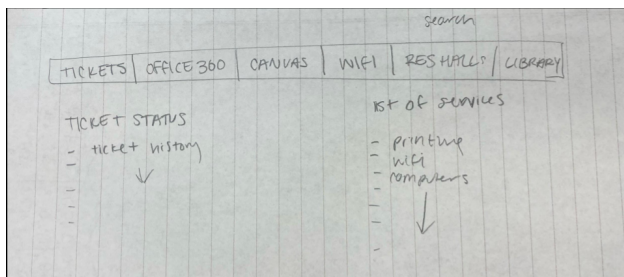 search
TICKETS OFFICE 360 CANVAS WIFI RES HALLS LIBRARY
TICKET STATUS
- ticket history
list of services
- printing
- wifi
- computers